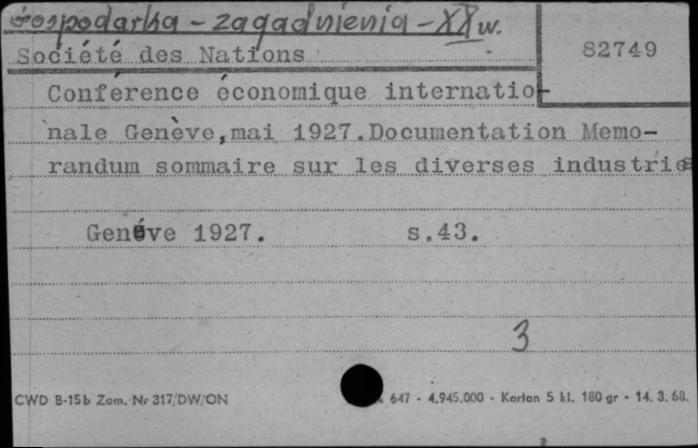 Gospodarka - zagadnienia - XX w.
82749
Société des Nations
Conférence économique internatio-
nale Genève,mai 1927.Documentation Memo-
randum sommaire sur les diverses industries
Genéve 1927. s.43.
3
CWD B-15b Zam. Nr 317/DW/ON 647 - 4.945.000 - Karton 5 kl. 180 gr - 14. 3. 68.